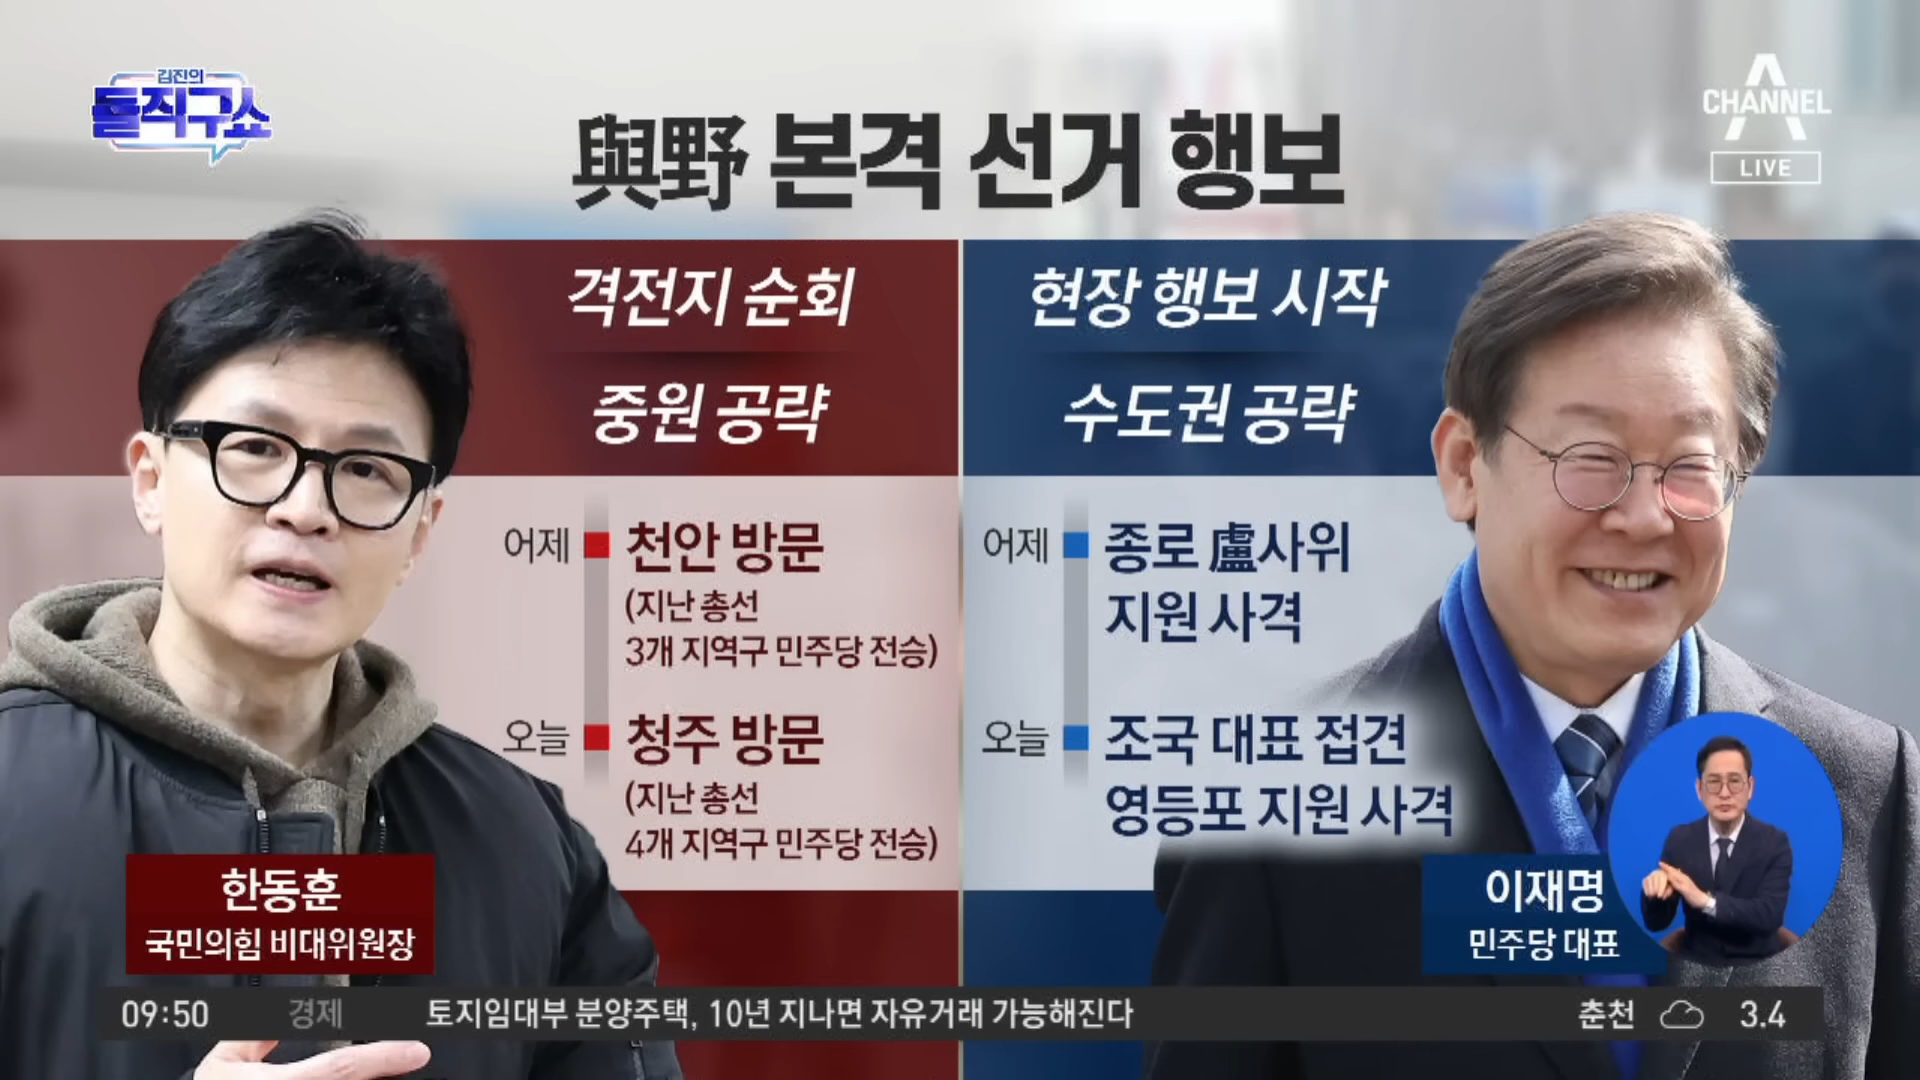 김진의
돌직구쇼
CHANNEL A
LIVE
與野 본격 선거 행보
격전지 순회
중원 공략
어제
천안 방문
(지난 총선
3개 지역구 민주당 전승)
오늘
청주 방문
(지난 총선
4개 지역구 민주당 전승)
한동훈
국민의힘 비대위원장
현장 행보 시작
수도권 공략
어제
종로 盧사위
지원 사격
오늘
조국 대표 접견
영등포 지원 사격
이재명
민주당 대표
09:50 경제 토지임대부 분양주택, 10년 지나면 자유거래 가능해진다 춘천 3.4